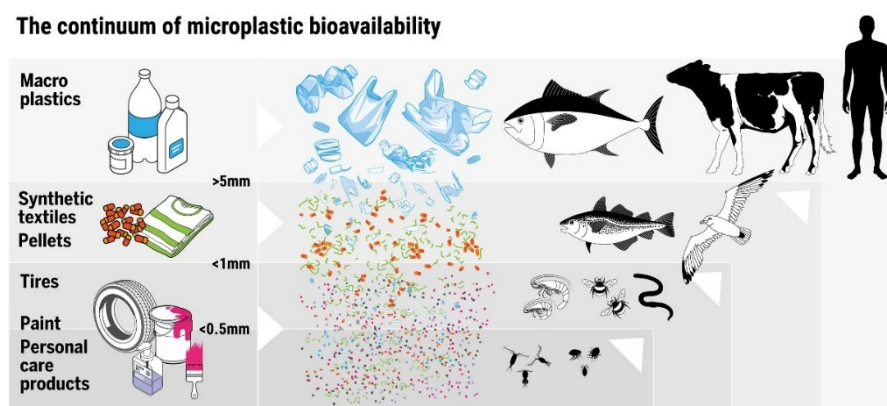 The continuum of microplastic bioavailability
Macro
plastics
>5mm
Synthetic
textiles
Pellets
<1mm
Tires
Paint
<0.5mm
Personal
care
products